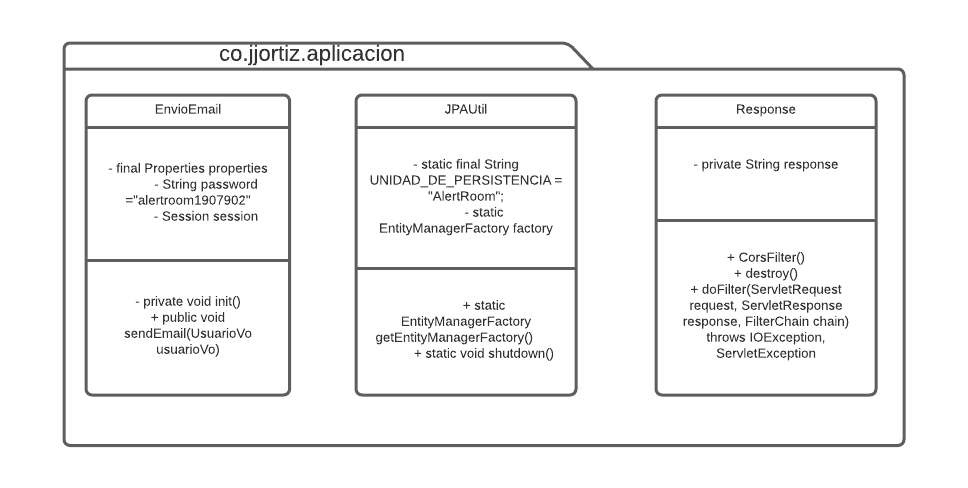 co.jjortiz.aplicacion
EnvioEmail
- final Properties properties
- String password
="alertroom1907902"
- Session session
- private void init()
+ public void
sendEmail(UsuarioVo
usuarioVo)
JPAUtil
- static final String
UNIDAD_DE_PERSISTENCIA =
"AlertRoom";
- static
EntityManagerFactory factory
+ static
EntityManagerFactory
getEntityManagerFactory()
+ static void shutdown()
Response
- private String response
+ CorsFilter()
+ destroy()
+ doFilter(ServletRequest
request, ServletResponse
response, FilterChain chain)
throws IOException,
ServletException